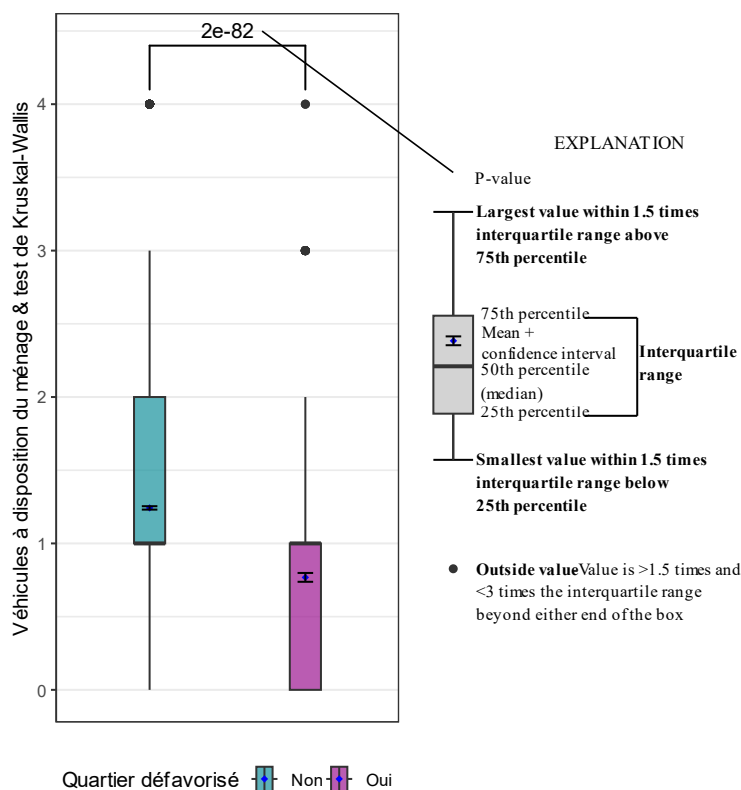 2e-82
Véhicules à disposition du ménage & test de Kruskal-Wallis
4
3
2
1
0
Quartier défavorisé
Non
Oui
EXPLANATION
P-value
Largest value within 1.5 times
interquartile range above
75th percentile
75th percentile
Mean +
confidence interval
50th percentile
(median)
25th percentile
Interquartile
range
Smallest value within 1.5 times
interquartile range below
25th percentile
Outside value Value is >1.5 times and
<3 times the interquartile range
beyond either end of the box